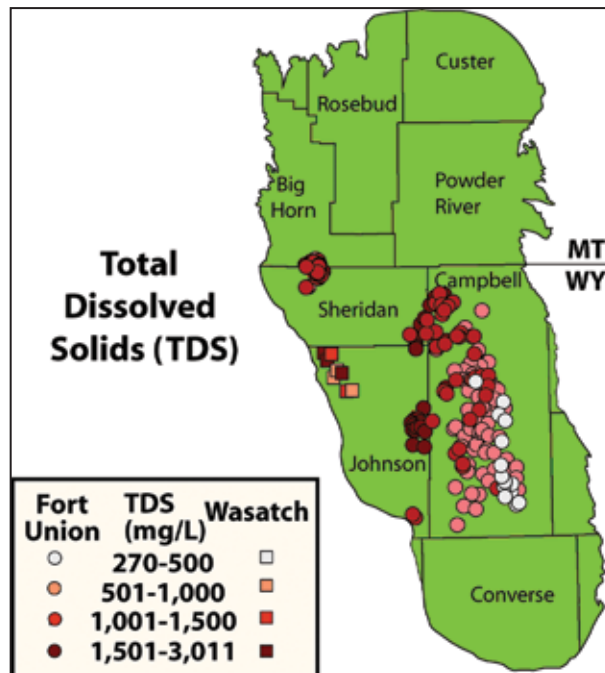 Custer
Rosebud
Big
Horn
Powder
River
MT
WY
Total
Dissolved
Solids (TDS)
Campbell
Sheridan
Johnson
Converse
Fort
Union
TDS
(mg/L)
Wasatch
270-500
501-1,000
1,001-1,500
1,501-3,011